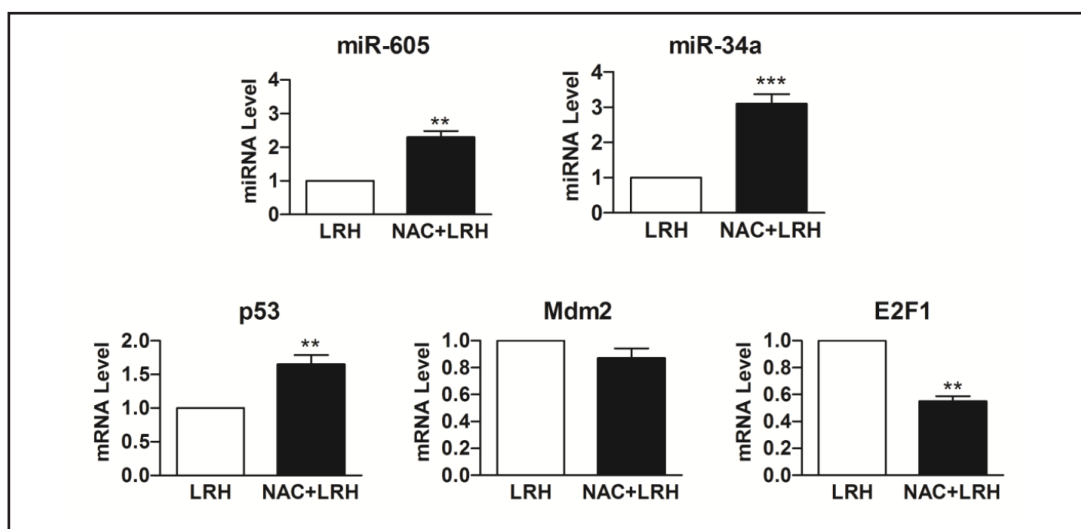 miR-605
miRNA Level
4
3
2
1
0
**
LRH
NAC+LRH
miR-34a
miRNA Level
4
3
2
1
0
***
LRH
NAC+LRH
p53
mRNA Level
2.0
1.5
1.0
0.5
0.0
**
LRH
NAC+LRH
Mdm2
mRNA Level
1.0
0.8
0.6
0.4
0.2
0.0
LRH
NAC+LRH
E2F1
mRNA Level
1.0
0.8
0.6
0.4
0.2
0.0
**
LRH
NAC+LRH